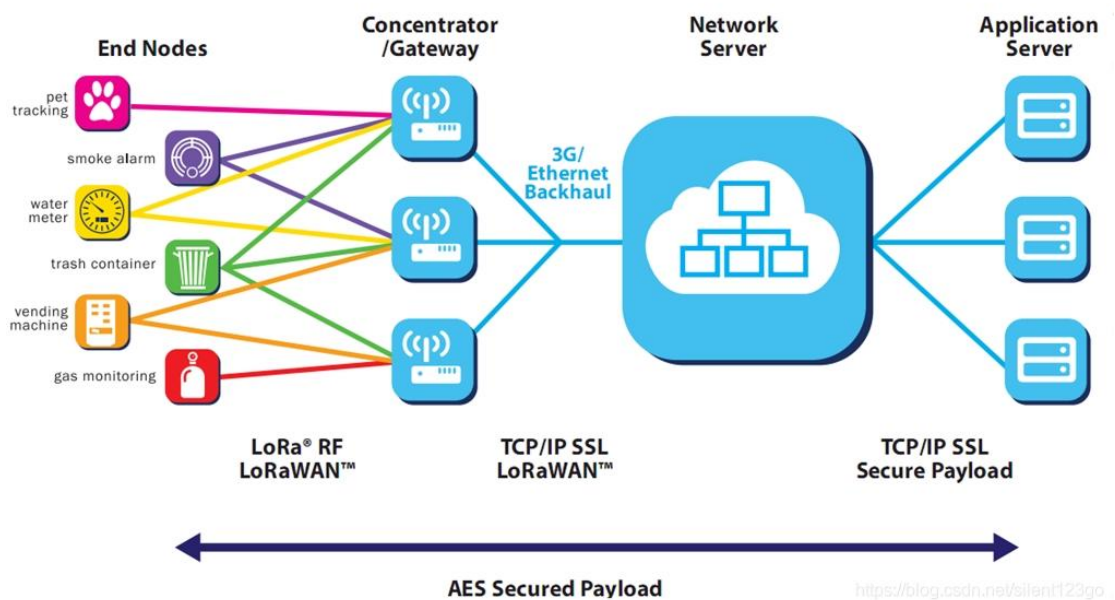 End Nodes
Concentrator
/Gateway
Network
Server
Application
Server
pet
tracking
smoke alarm
water
meter
trash container
vending
machine
gas monitoring
3G/
Ethernet
Backhaul
LoRa® RF
LoRaWAN™
TCP/IP SSL
LoRaWAN™
TCP/IP SSL
Secure Payload
AES Secured Payload
https://blog.csdn.net/silent123go